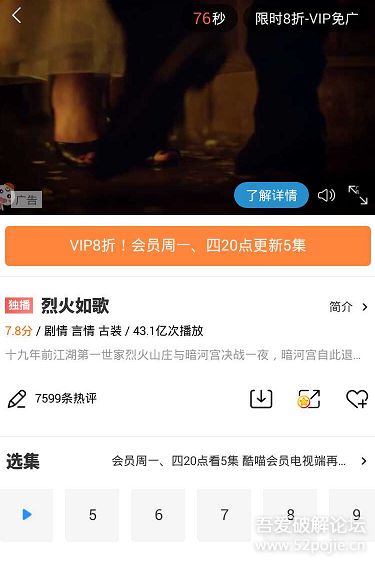 76秒 限时8折-VIP免广
广告
了解详情
VIP8折！会员周一、四20点更新5集
独播 烈火如歌 简介
7.8分 / 剧情 言情 古装 / 43.1亿次播放
十九年前江湖第一世家烈火山庄与暗河宫决战一夜，暗河宫自此退...
7599条热评
选集 会员周一、四20点看5集 酷喵会员电视端再...
5 6 7 8 9
吾爱破解论坛
www.52pojie.cn